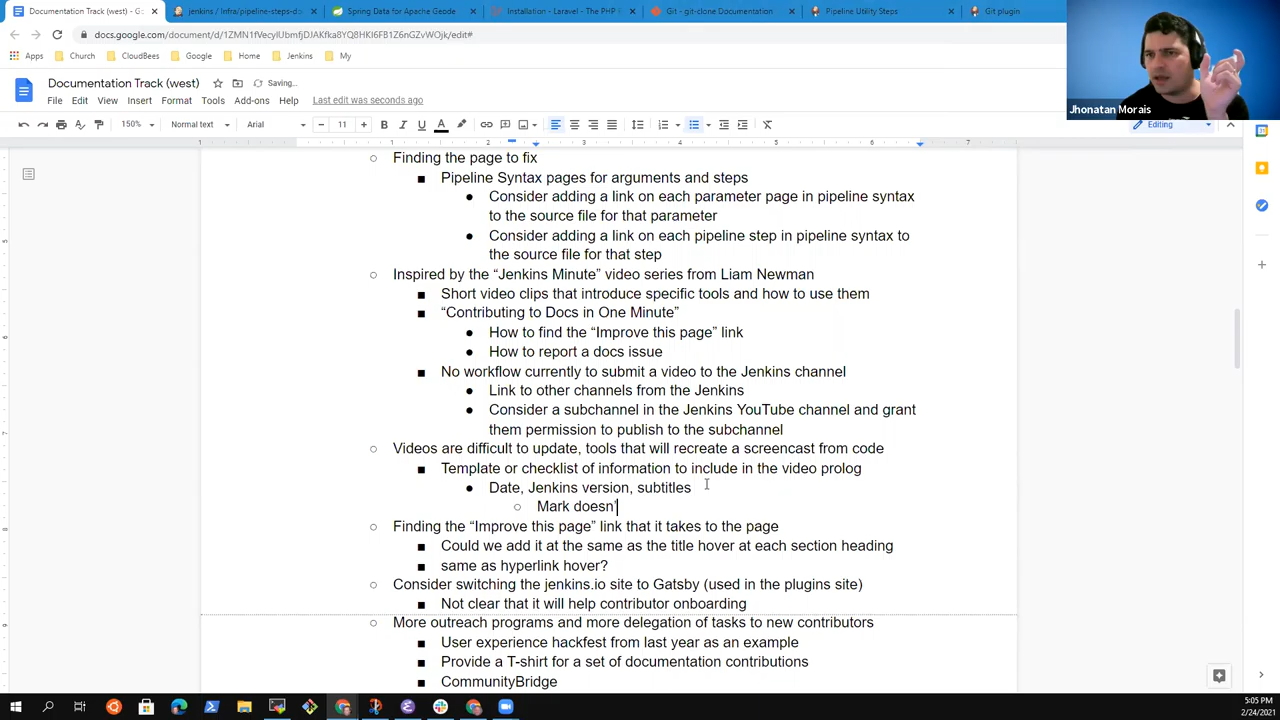 Documentation Track (west)
jenkins / Infra/pipeline-steps-do
Spring Data for Apache Geode
Installation - Laravel - The PHP F
Git - git-clone Documentation
Pipeline Utility Steps
Git plugin
docs.google.com/document/d/1ZMN1fVecyIUbmfjDJAKfka8YQ8HKI6FB1Z6nGZvWOjk/edit#
Apps
Church
CloudBees
Google
Home
Jenkins
My
Documentation Track (west)
Saving...
File Edit View Insert Format Tools Add-ons Help Last edit was seconds ago
150% Normal text Arial 11 Editing
Jhonatan Morais
Finding the page to fix
Pipeline Syntax pages for arguments and steps
Consider adding a link on each parameter page in pipeline syntax
to the source file for that parameter
Consider adding a link on each pipeline step in pipeline syntax to
the source file for that step
Inspired by the “Jenkins Minute” video series from Liam Newman
Short video clips that introduce specific tools and how to use them
“Contributing to Docs in One Minute”
How to find the “Improve this page” link
How to report a docs issue
No workflow currently to submit a video to the Jenkins channel
Link to other channels from the Jenkins
Consider a subchannel in the Jenkins YouTube channel and grant
them permission to publish to the subchannel
Videos are difficult to update, tools that will recreate a screencast from code
Template or checklist of information to include in the video prolog
Date, Jenkins version, subtitles
Mark doesn'
Finding the “Improve this page” link that it takes to the page
Could we add it at the same as the title hover at each section heading
same as hyperlink hover?
Consider switching the jenkins.io site to Gatsby (used in the plugins site)
Not clear that it will help contributor onboarding
More outreach programs and more delegation of tasks to new contributors
User experience hackfest from last year as an example
Provide a T-shirt for a set of documentation contributions
CommunityBridge
5:05 PM
2/24/2021